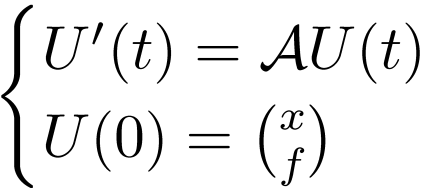 𝒰′(t) = 𝒜𝒰(t)
𝒰(0) = (φ
f)